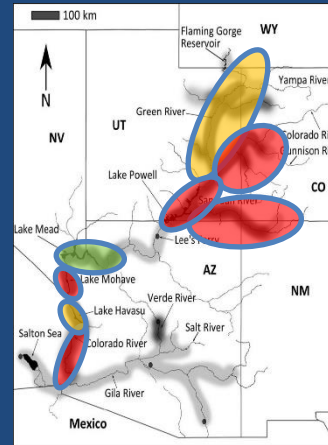 100 km
WY
Flaming Gorge
Reservoir
Yampa River
N
Green River
UT
NV
Colorado R
Gunnison R
Lake Powell
CO
San Juan River
Lake Mead
Lee's Ferry
AZ
Lake Mohave
NM
Verde River
Lake Havasu
Salt River
Salton Sea
Colorado River
Gila River
Mexico